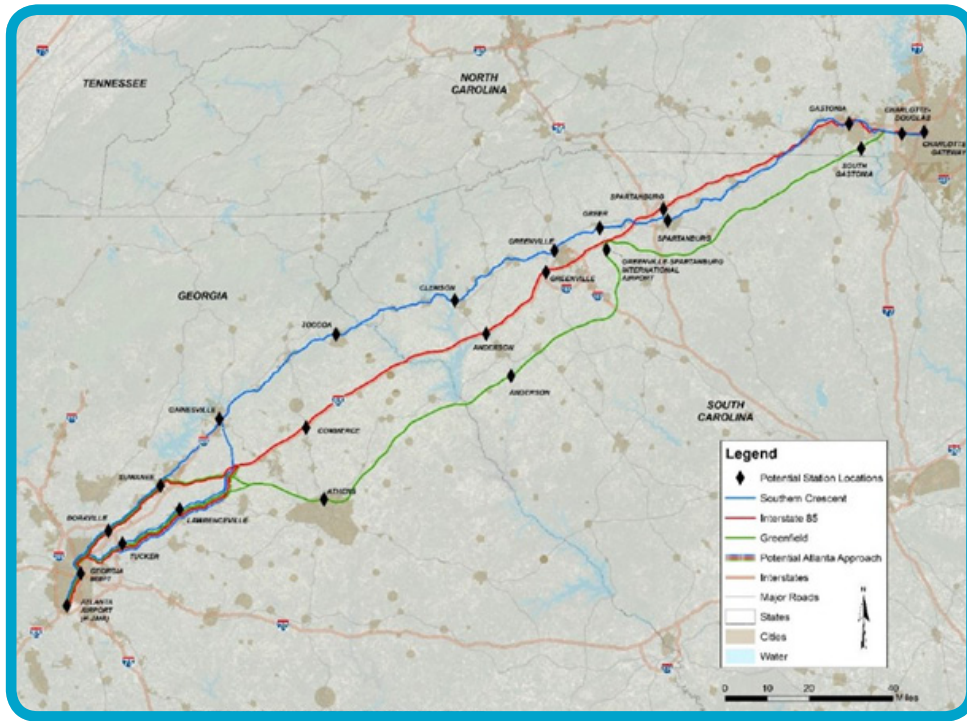 TENNESSEE
NORTH
CAROLINA
GASTONIA
CHARLOTTE-
DOUGLAS
CHARLOTTE
GATEWAY
SOUTH
GASTONIA
SPARTANBURG
GREER
SPARTANBURG
GREENVILLE
GREENVILLE-SPARTANBURG
INTERNATIONAL
AIRPORT
GREENVILLE
CLEMSON
GEORGIA
TOCCOA
ANDERSON
ANDERSON
SOUTH
CAROLINA
GAINESVILLE
COMMERCE
SUWANEE
ATHENS
LAWRENCEVILLE
DORAVILLE
TUCKER
GEORGIA
ATLANTA
AIRPORT
85
Legend
Potential Station Locations
Southern Crescent
Interstate 85
Greenfield
Potential Atlanta Approach
Interstates
Major Roads
States
Cities
Water
N
0 10 20 40
Miles